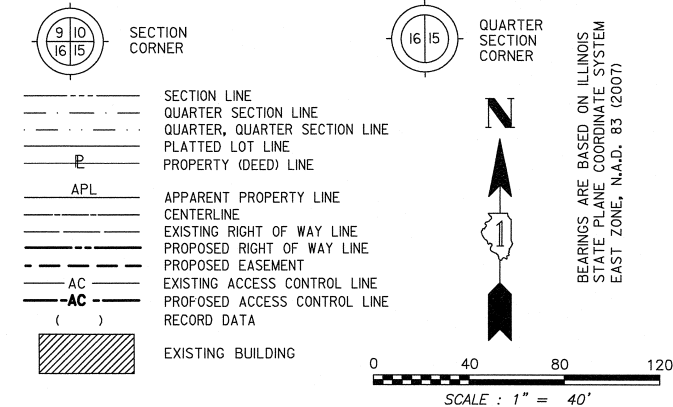 9 10
16 15
SECTION
CORNER
16 15
QUARTER
SECTION
CORNER
SECTION LINE
QUARTER SECTION LINE
QUARTER, QUARTER SECTION LINE
PLATTED LOT LINE
PL PROPERTY (DEED) LINE
APL APPARENT PROPERTY LINE
CENTERLINE
EXISTING RIGHT OF WAY LINE
PROPOSED RIGHT OF WAY LINE
PROPOSED EASEMENT
AC EXISTING ACCESS CONTROL LINE
AC PROPOSED ACCESS CONTROL LINE
( ) RECORD DATA
EXISTING BUILDING
N
1
BEARINGS ARE BASED ON ILLINOIS
STATE PLANE COORDINATE SYSTEM
EAST ZONE, N.A.D. 83 (2007)
0 40 80 120
SCALE : 1" = 40'